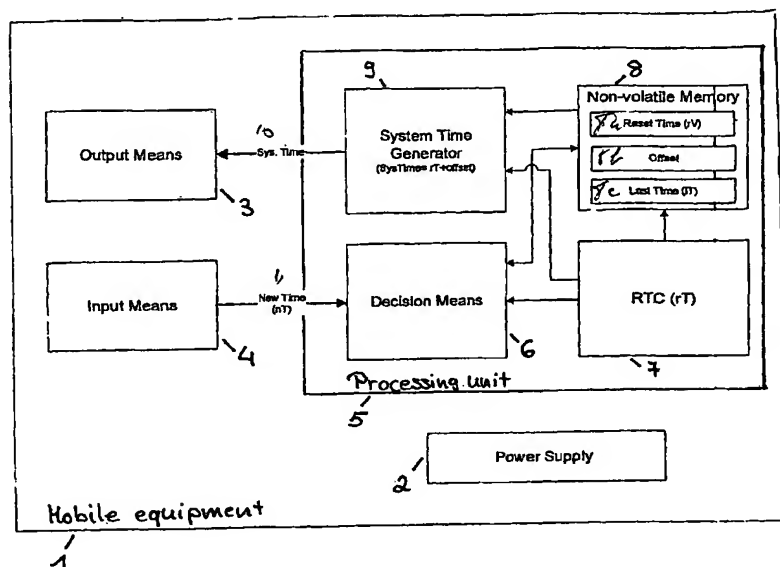 9
8
Non-volatile Memory
Reset Time (rV)
Offset
Last Time (lT)
System Time
Generator
(SysTime= rT+offset)
10
Sys. Time
Output Means
3
New Time
(nT)
Input Means
4
Decision Means
6
RTC (rT)
7
Processing unit
5
Power Supply
2
Mobile equipment
1